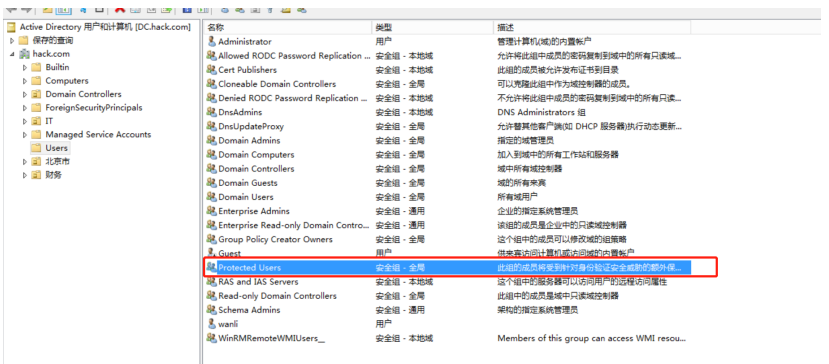 Active Directory 用户和计算机 [DC.hack.com]
保存的查询
hack.com
Builtin
Computers
Domain Controllers
ForeignSecurityPrincipals
IT
Managed Service Accounts
Users
北京市
财务
名称 类型 描述
Administrator 用户 管理计算机(域)的内置帐户
Allowed RODC Password Replication ... 安全组 - 本地域 允许将此组中成员的密码复制到域中的所有只读域...
Cert Publishers 安全组 - 本地域 此组的成员被允许发布证书到目录
Cloneable Domain Controllers 安全组 - 全局 可以克隆此组中作为域控制器的成员。
Denied RODC Password Replication ... 安全组 - 本地域 不允许将此组中成员的密码复制到域中的所有只读...
DnsAdmins 安全组 - 本地域 DNS Administrators 组
DnsUpdateProxy 安全组 - 全局 允许替其他客户端(如 DHCP 服务器)执行动态更新...
Domain Admins 安全组 - 全局 指定的域管理员
Domain Computers 安全组 - 全局 加入到域中的所有工作站和服务器
Domain Controllers 安全组 - 全局 域中所有域控制器
Domain Guests 安全组 - 全局 域的所有来宾
Domain Users 安全组 - 全局 所有域用户
Enterprise Admins 安全组 - 通用 企业的指定系统管理员
Enterprise Read-only Domain Contro... 安全组 - 通用 该组的成员是企业中的只读域控制器
Group Policy Creator Owners 安全组 - 全局 这个组中的成员可以修改域的组策略
Guest 用户 供来宾访问计算机或访问域的内置帐户
Protected Users 安全组 - 全局 此组的成员将受到针对身份验证安全威胁的额外保...
RAS and IAS Servers 安全组 - 本地域 这个组中的服务器可以访问用户的远程访问属性
Read-only Domain Controllers 安全组 - 全局 此组中的成员是域中只读域控制器
Schema Admins 安全组 - 通用 架构的指定系统管理员
wanli 用户
WinRMRemoteWMIUsers__ 安全组 - 本地域 Members of this group can access WMI resou...